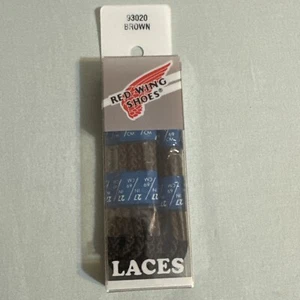 93020
BROWN
RED WING
SHOES
LACES